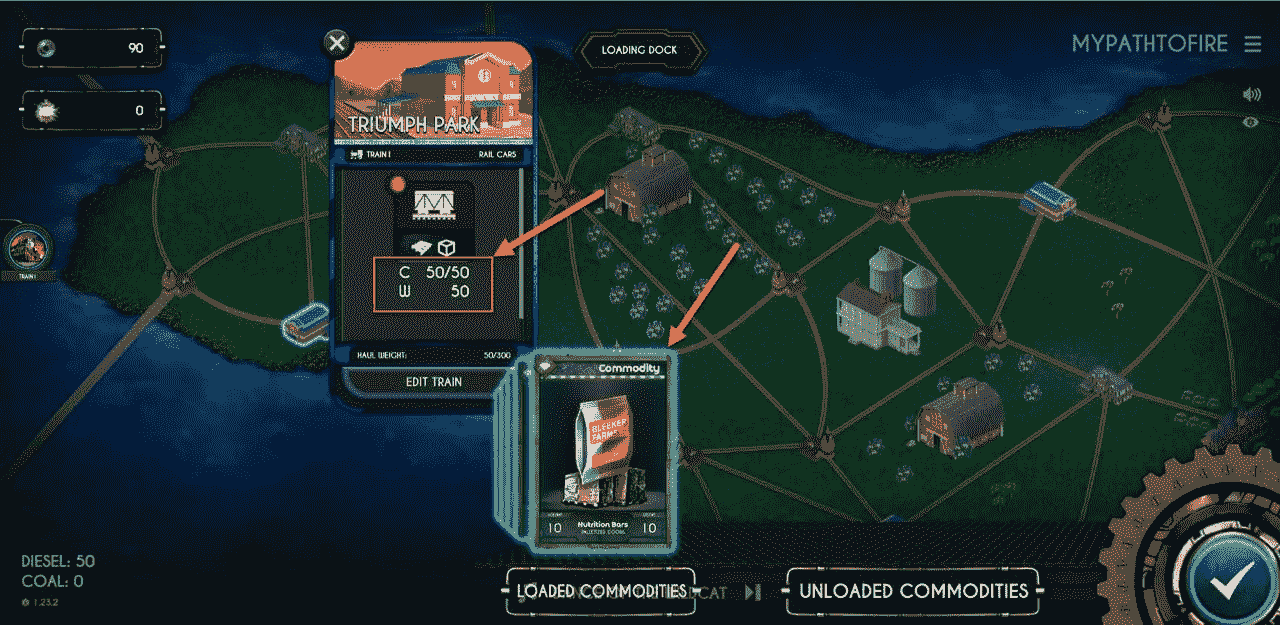 90
0
LOADING DOCK
MYPATHTOFIRE
TRIUMPH PARK
TRAIN 1
RAIL CARS
C 50/50
W 50
HAUL WEIGHT: 50/300
EDIT TRAIN
TRAIN 1
Commodity
BLEEKER
FARMS
10
Nutrition Bars
PALLETIZED GOODS
10
DIESEL: 50
COAL: 0
1.23.2
LOADED COMMODITIES
UNLOADED COMMODITIES